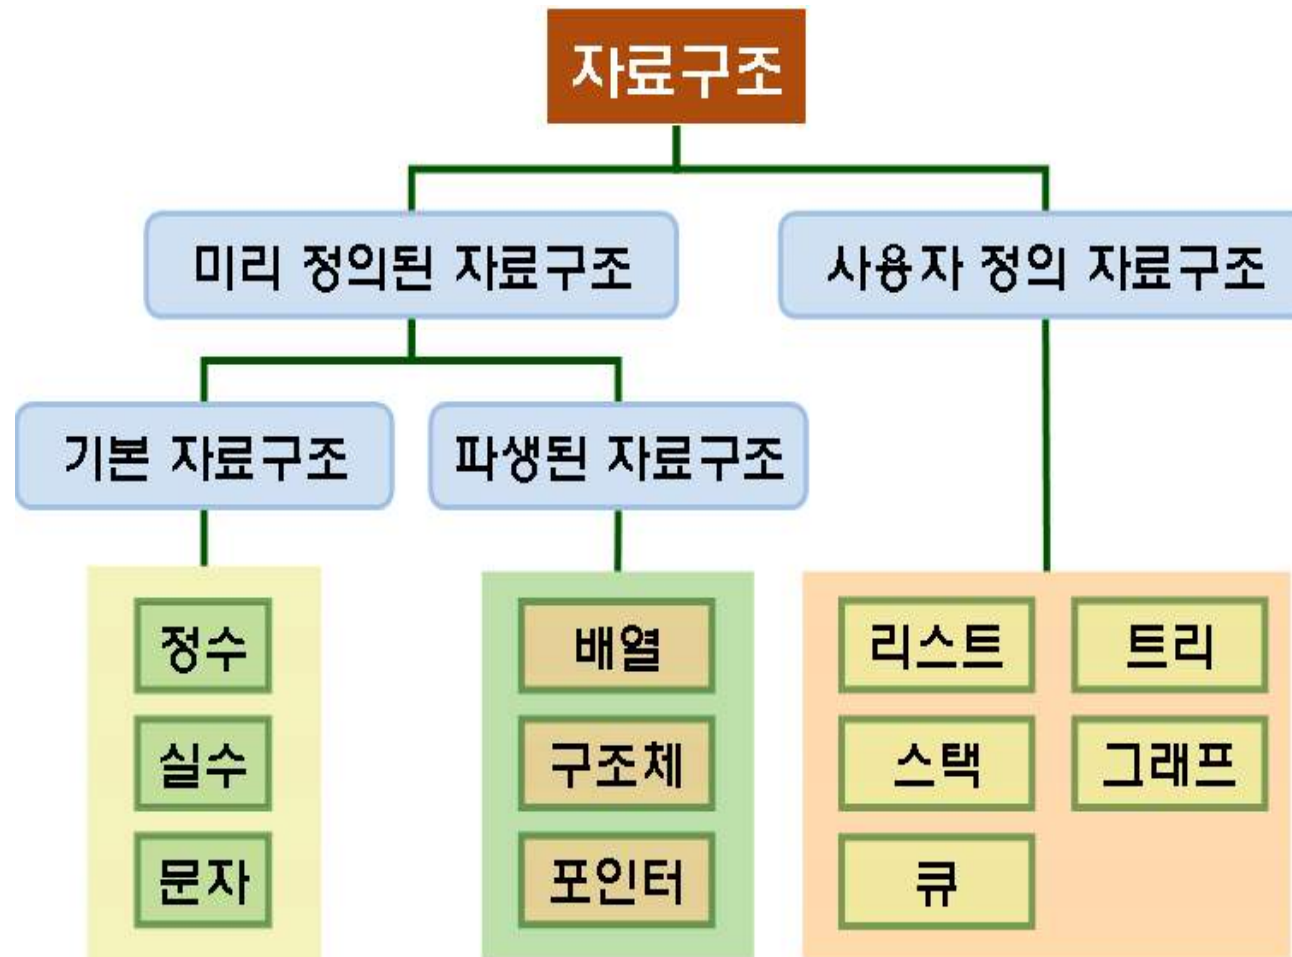 자료구조
미리 정의된 자료구조
사용자 정의 자료구조
기본 자료구조
파생된 자료구조
정수
실수
문자
배열
구조체
포인터
리스트
트리
스택
그래프
큐